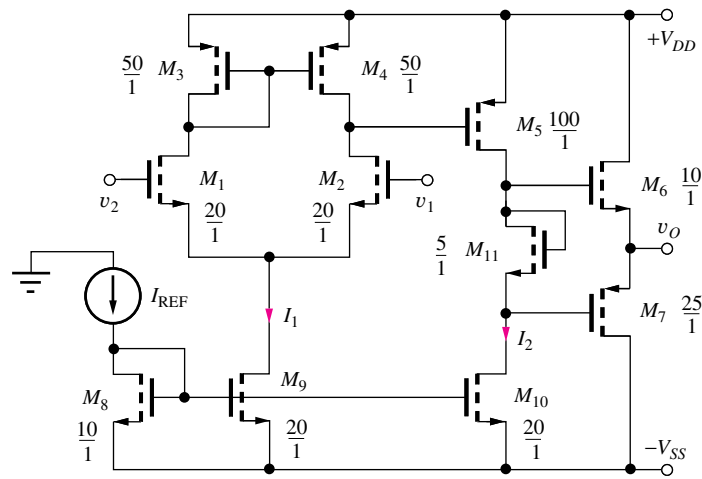 +V_DD
50/1 M_3
M_4 50/1
M_5 100/1
M_1
M_2
M_6 10/1
v_2
20/1
20/1
v_1
v_O
5/1 M_11
I_REF
I_1
M_7 25/1
I_2
M_8
M_9
M_10
10/1
20/1
20/1
−V_SS